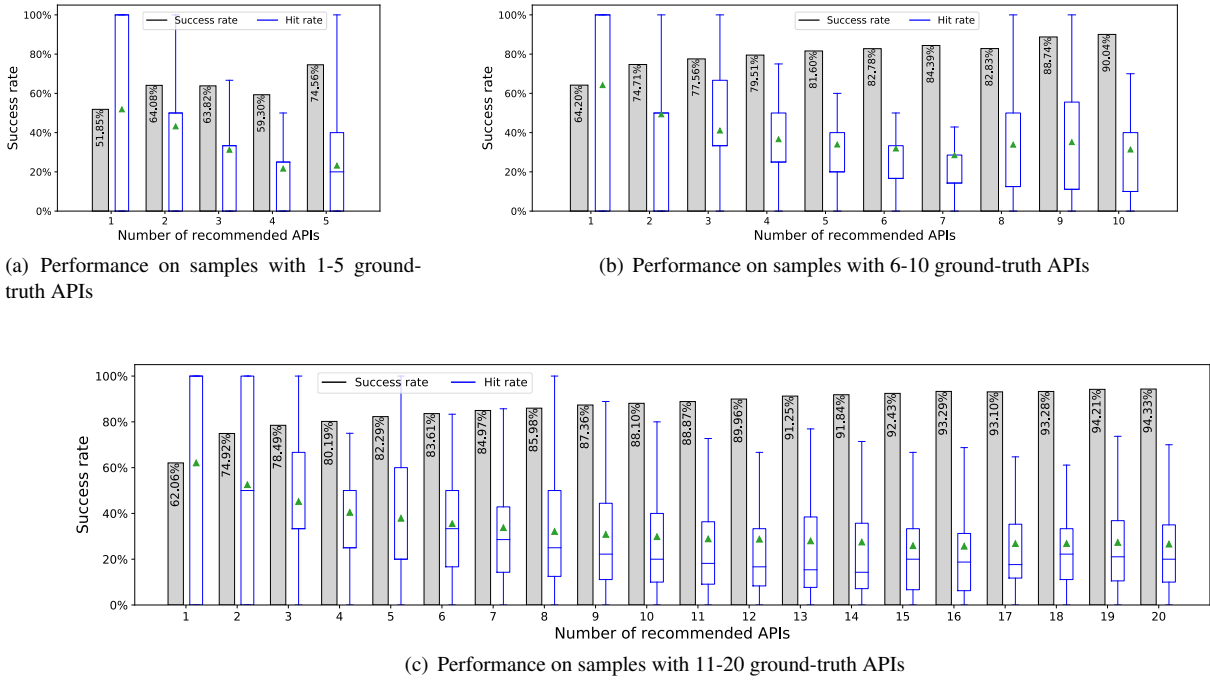 Success rate
Hit rate
100%
80%
60%
40%
20%
0%
Success rate
51.85%
64.08%
63.82%
59.30%
74.56%
1 2 3 4 5
Number of recommended APIs
(a) Performance on samples with 1-5 ground-
truth APIs
Success rate
Hit rate
100%
80%
60%
40%
20%
0%
Success rate
64.20%
74.71%
77.56%
79.51%
81.60%
82.78%
84.39%
82.83%
88.74%
90.04%
1 2 3 4 5 6 7 8 9 10
Number of recommended APIs
(b) Performance on samples with 6-10 ground-truth APIs
Success rate
Hit rate
100%
80%
60%
40%
20%
0%
Success rate
62.06%
74.92%
78.49%
80.19%
82.29%
83.61%
84.97%
85.98%
87.36%
88.10%
88.87%
89.96%
91.25%
91.84%
92.43%
93.29%
93.10%
93.28%
94.21%
94.33%
1 2 3 4 5 6 7 8 9 10 11 12 13 14 15 16 17 18 19 20
Number of recommended APIs
(c) Performance on samples with 11-20 ground-truth APIs